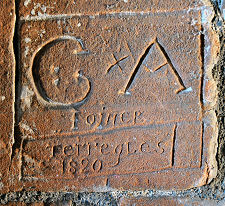 G × A
Joiner
Terregles
1820